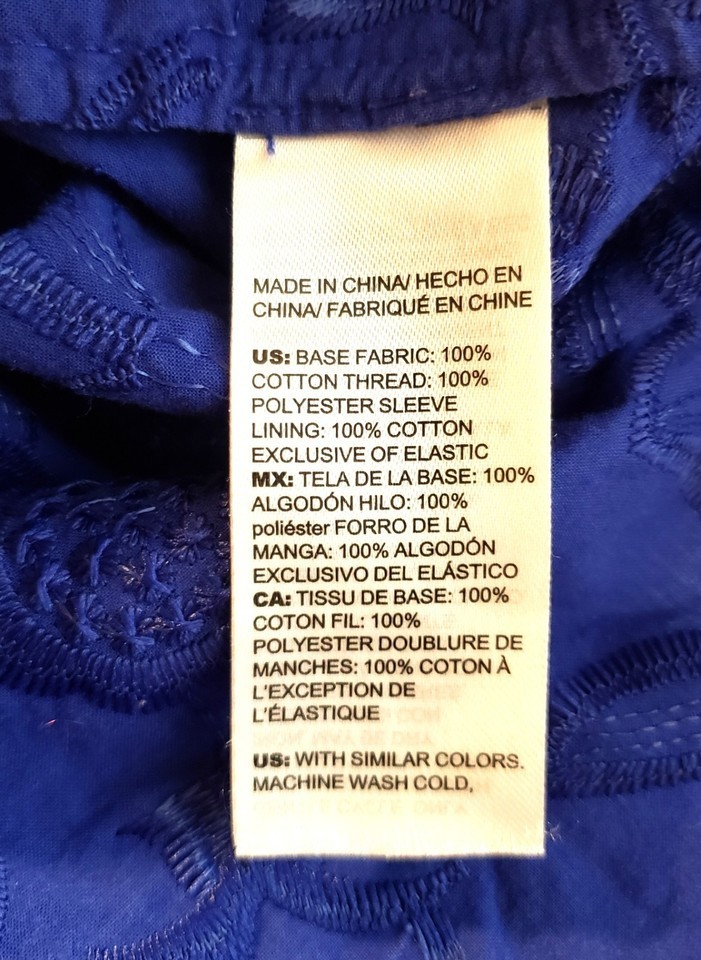 MADE IN CHINA/ HECHO EN
CHINA/ FABRIQUÉ EN CHINE
US: BASE FABRIC: 100%
COTTON THREAD: 100%
POLYESTER SLEEVE
LINING: 100% COTTON
EXCLUSIVE OF ELASTIC
MX: TELA DE LA BASE: 100%
ALGODÓN HILO: 100%
poliéster FORRO DE LA
MANGA: 100% ALGODÓN
EXCLUSIVO DEL ELÁSTICO
CA: TISSU DE BASE: 100%
COTON FIL: 100%
POLYESTER DOUBLURE DE
MANCHES: 100% COTON À
L'EXCEPTION DE
L'ÉLASTIQUE
US: WITH SIMILAR COLORS.
MACHINE WASH COLD,